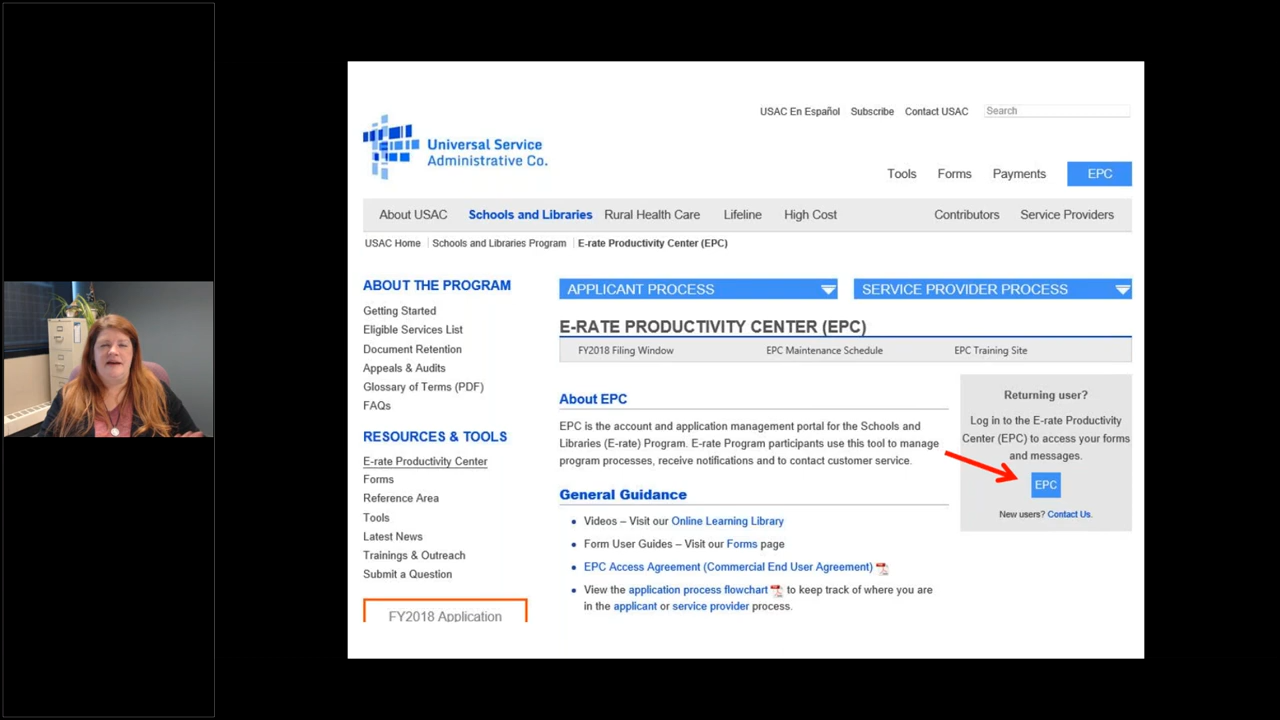 USAC En Español Subscribe Contact USAC Search
Universal Service
Administrative Co.
Tools Forms Payments EPC
About USAC Schools and Libraries Rural Health Care Lifeline High Cost Contributors Service Providers
USAC Home Schools and Libraries Program E-rate Productivity Center (EPC)
ABOUT THE PROGRAM
Getting Started
Eligible Services List
Document Retention
Appeals & Audits
Glossary of Terms (PDF)
FAQs
RESOURCES & TOOLS
E-rate Productivity Center
Forms
Reference Area
Tools
Latest News
Trainings & Outreach
Submit a Question
FY2018 Application
APPLICANT PROCESS SERVICE PROVIDER PROCESS
E-RATE PRODUCTIVITY CENTER (EPC)
FY2018 Filing Window EPC Maintenance Schedule EPC Training Site
About EPC
EPC is the account and application management portal for the Schools and
Libraries (E-rate) Program. E-rate Program participants use this tool to manage
program processes, receive notifications and to contact customer service.
General Guidance
Videos – Visit our Online Learning Library
Form User Guides – Visit our Forms page
EPC Access Agreement (Commercial End User Agreement)
View the application process flowchart to keep track of where you are
in the applicant or service provider process.
Returning user?
Log in to the E-rate Productivity
Center (EPC) to access your forms
and messages.
EPC
New users? Contact Us.